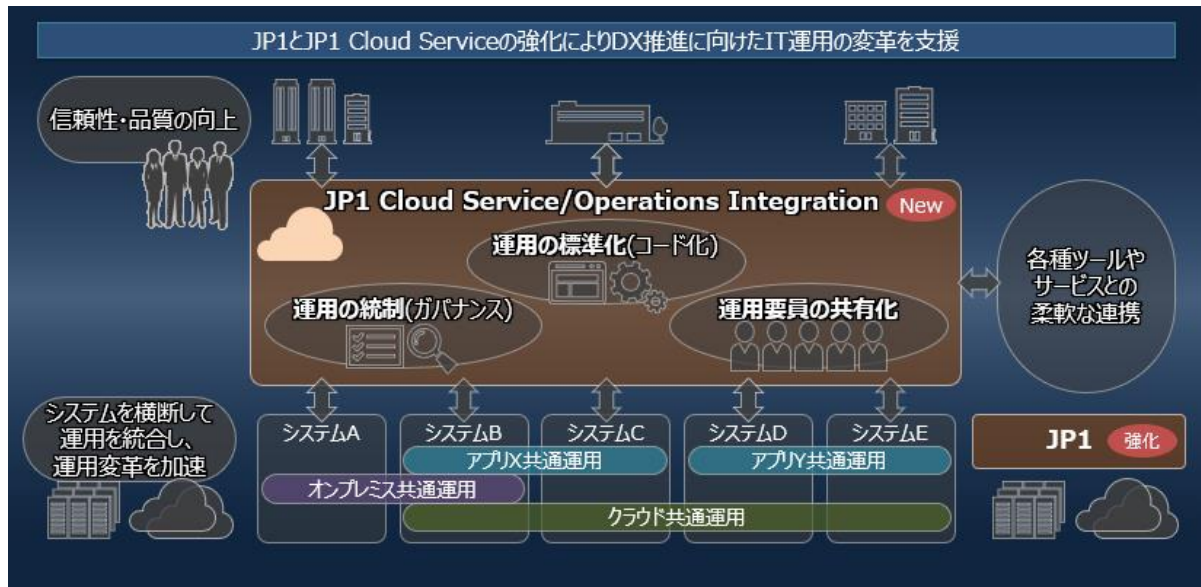 JP1とJP1 Cloud Serviceの強化によりDX推進に向けたIT運用の変革を支援
信頼性・品質の向上
JP1 Cloud Service/Operations Integration New
運用の標準化(コード化)
運用の統制(ガバナンス)
運用要員の共有化
各種ツールや
サービスとの
柔軟な連携
システムを横断して
運用を統合し、
運用変革を加速
システムA
システムB
システムC
システムD
システムE
アプリX共通運用
アプリY共通運用
オンプレミス共通運用
クラウド共通運用
JP1 強化